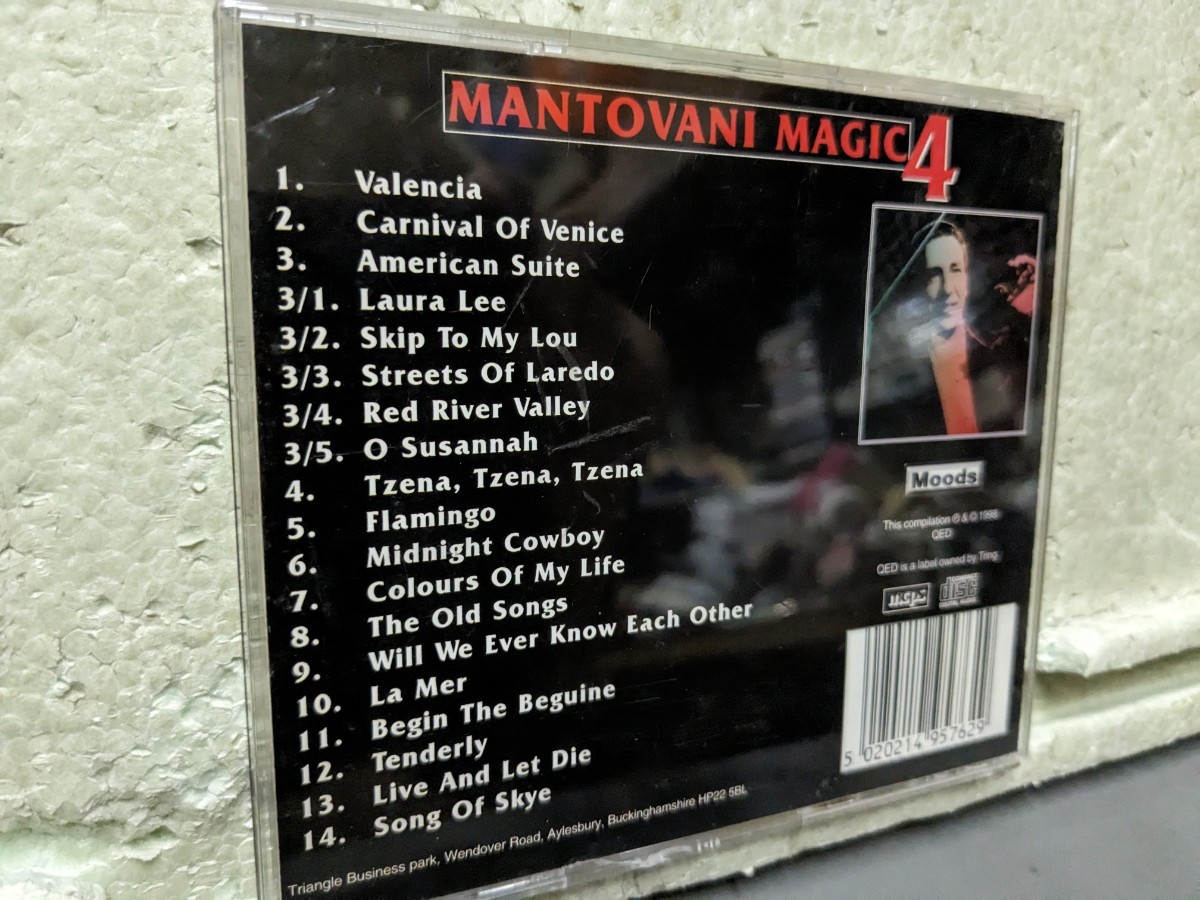 MANTOVANI MAGIC 4
1. Valencia
2. Carnival Of Venice
3. American Suite
3/1. Laura Lee
3/2. Skip To My Lou
3/3. Streets Of Laredo
3/4. Red River Valley
3/5. O Susannah
4. Tzena, Tzena, Tzena
5. Flamingo
6. Midnight Cowboy
7. Colours Of My Life
8. The Old Songs
9. Will We Ever Know Each Other
10. La Mer
11. Begin The Beguine
12. Tenderly
13. Live And Let Die
14. Song Of Skye
Triangle Business park, Wendover Road, Aylesbury, Buckinghamshire HP22 5BL
Moods
This compilation ℗ & © 1998
QED
QED is a label owned by Tring
mcps
COMPACT
disc
DIGITAL AUDIO
5 020214 957629